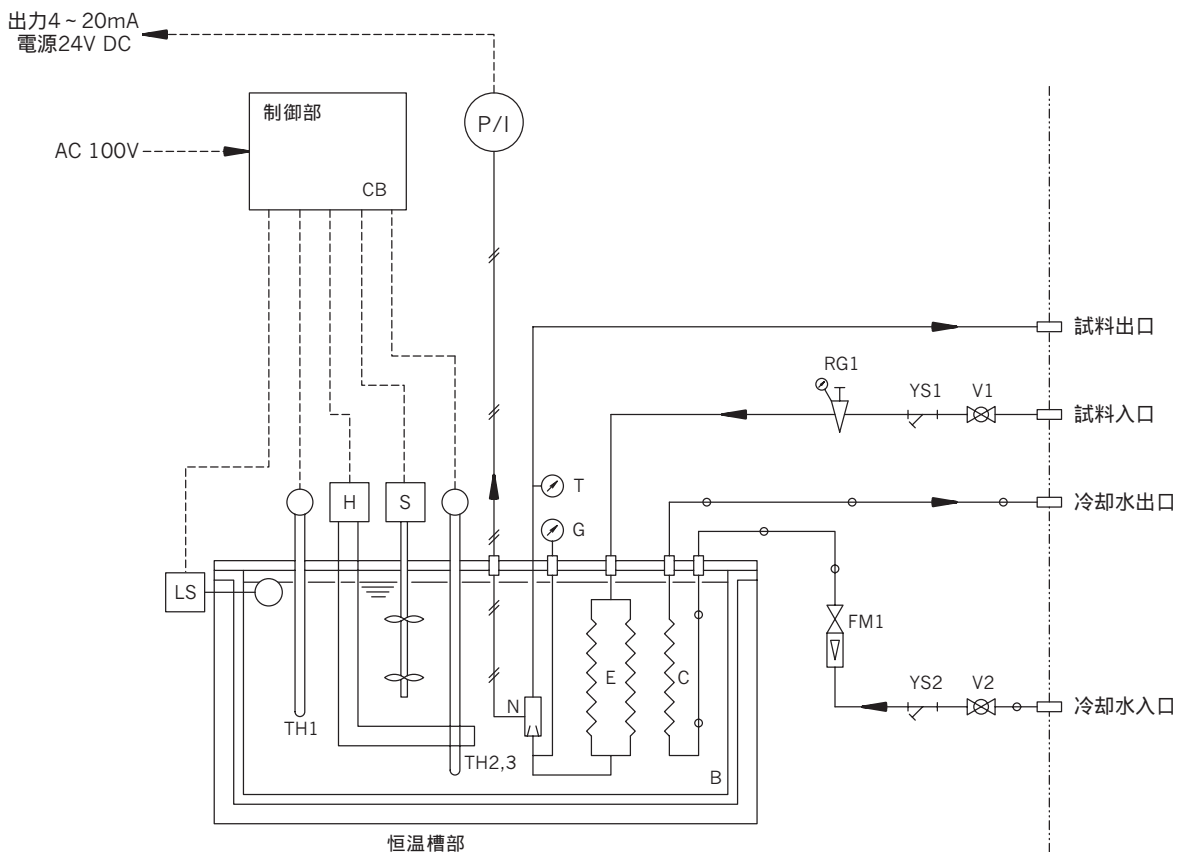 出力4~20mA
電源24V DC
制御部
P/I
AC 100V
CB
試料出口
RG1
YS1
V1
試料入口
H
S
T
冷却水出口
G
LS
FM1
E
C
N
YS2
V2
冷却水入口
TH1
TH2,3
B
恒温槽部